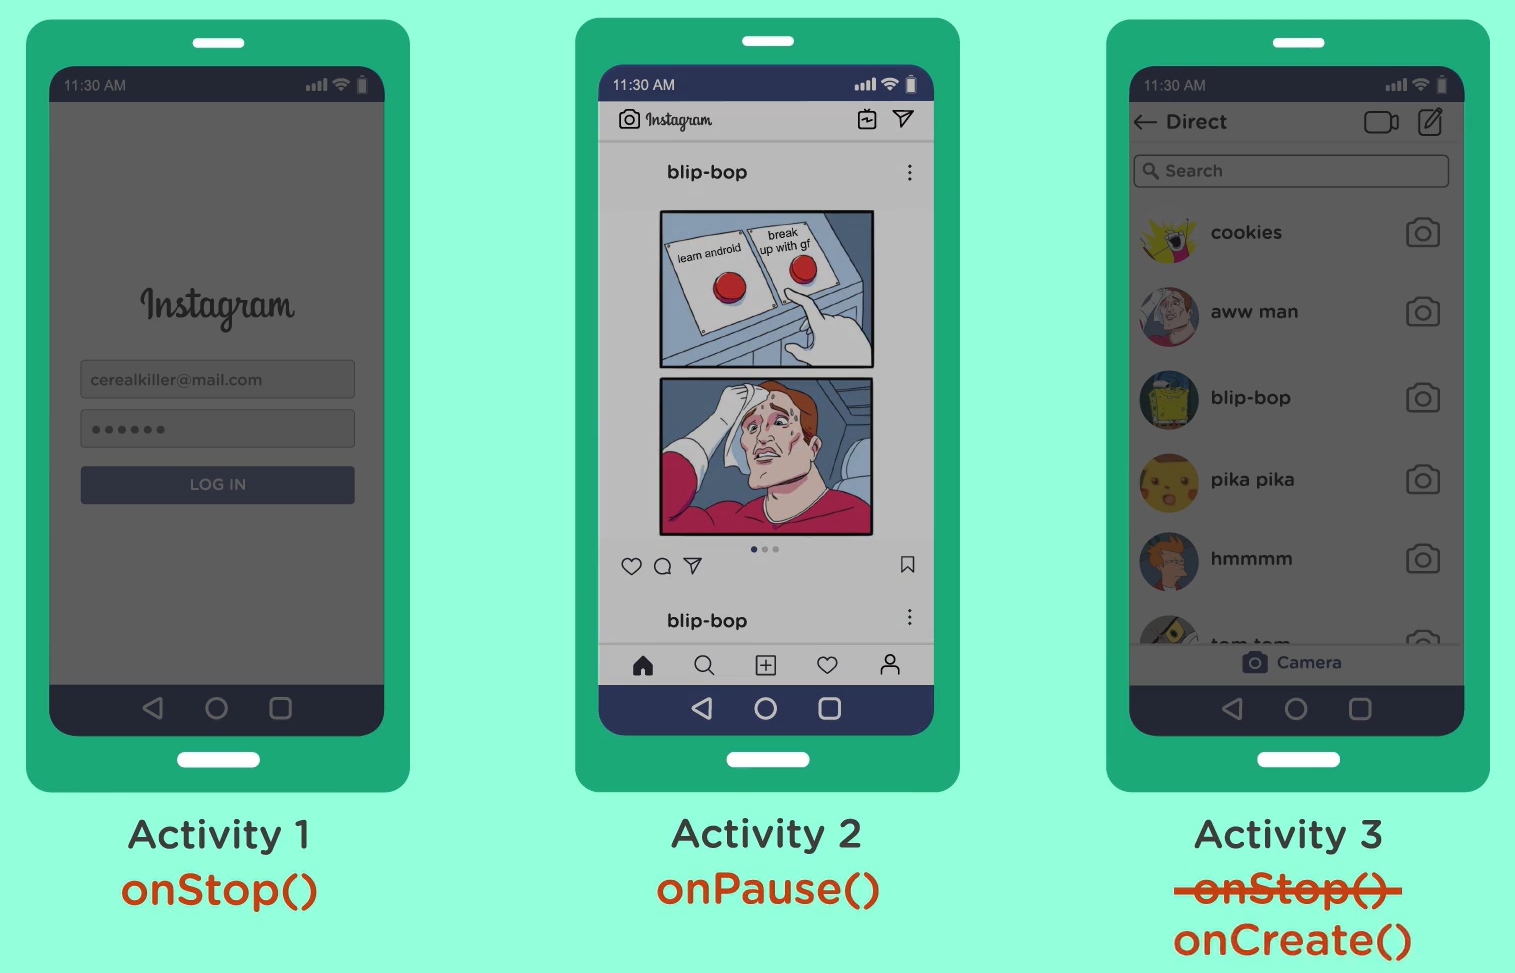 11:30 AM
Instagram
cerealkiller@mail.com
LOG IN
Activity 1
onStop()
11:30 AM
Instagram
blip-bop
learn android
break
up with gf
blip-bop
Activity 2
onPause()
11:30 AM
Direct
Search
cookies
aww man
blip-bop
pika pika
hmmmm
tom tom
Camera
Activity 3
onStop()
onCreate()